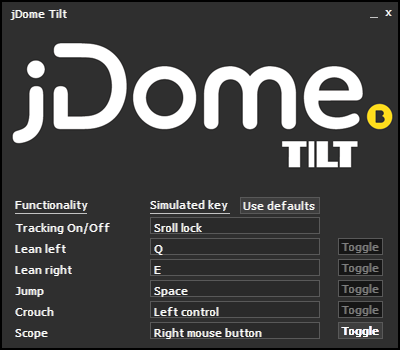 jDome Tilt _ x
jDome. B
TILT
Functionality Simulated key Use defaults
Tracking On/Off Sroll lock
Lean left Q Toggle
Lean right E Toggle
Jump Space Toggle
Crouch Left control Toggle
Scope Right mouse button Toggle